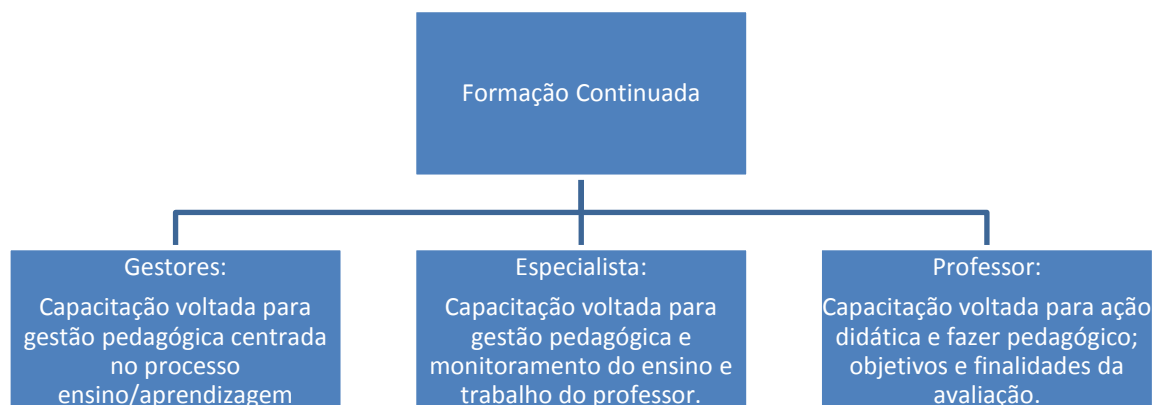 Formação Continuada
Gestores:
Capacitação voltada para
gestão pedagógica centrada
no processo
ensino/aprendizagem
Especialista:
Capacitação voltada para
gestão pedagógica e
monitoramento do ensino e
trabalho do professor.
Professor:
Capacitação voltada para ação
didática e fazer pedagógico;
objetivos e finalidades da
avaliação.